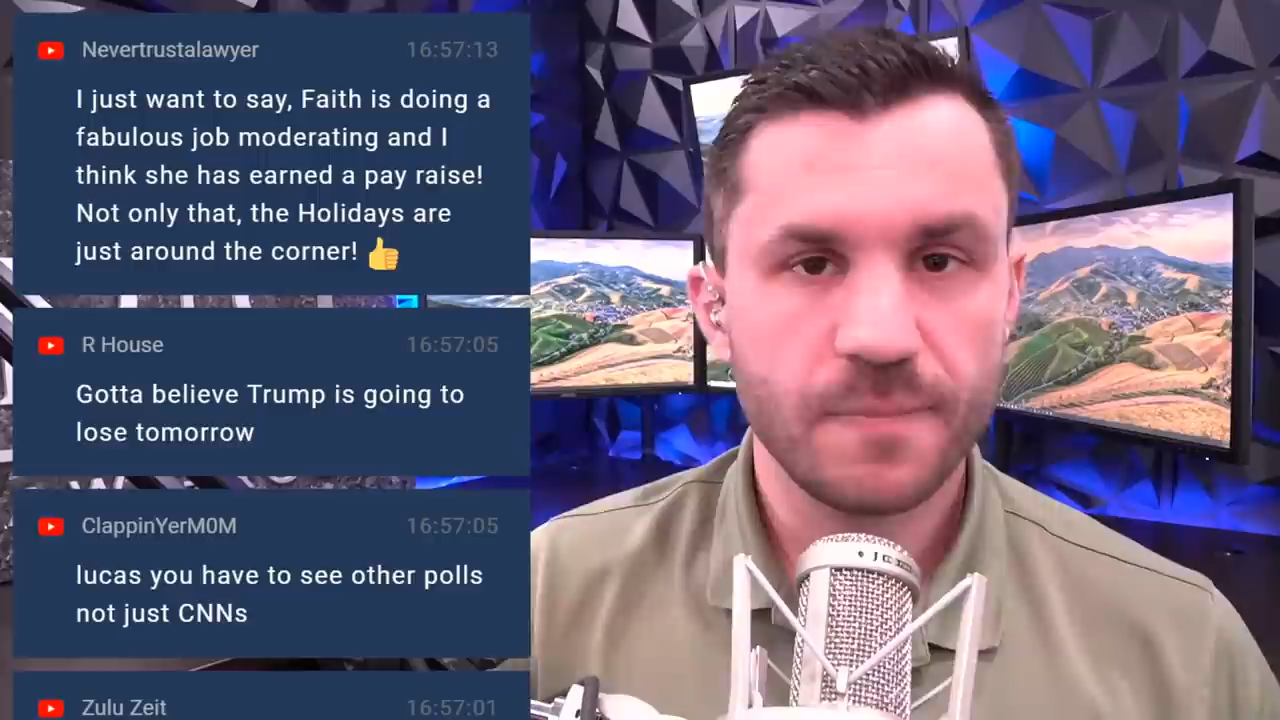 Nevertrustalawyer 16:57:13
I just want to say, Faith is doing a
fabulous job moderating and I
think she has earned a pay raise!
Not only that, the Holidays are
just around the corner! 👍
R House 16:57:05
Gotta believe Trump is going to
lose tomorrow
ClappinYerM0M 16:57:05
lucas you have to see other polls
not just CNNs
Zulu Zeit 16:57:01